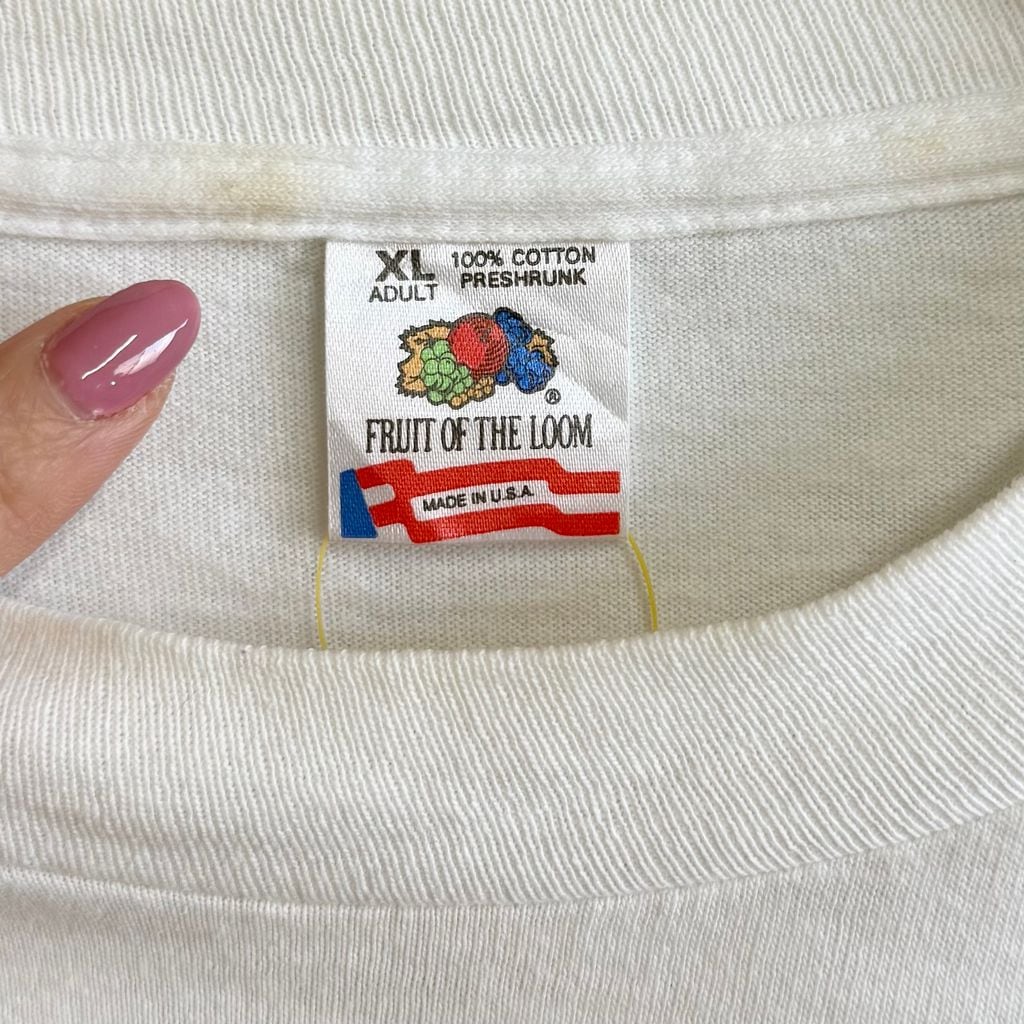 XL 100% COTTON
ADULT PRESHRUNK
®
FRUIT OF THE LOOM
MADE IN U.S.A.